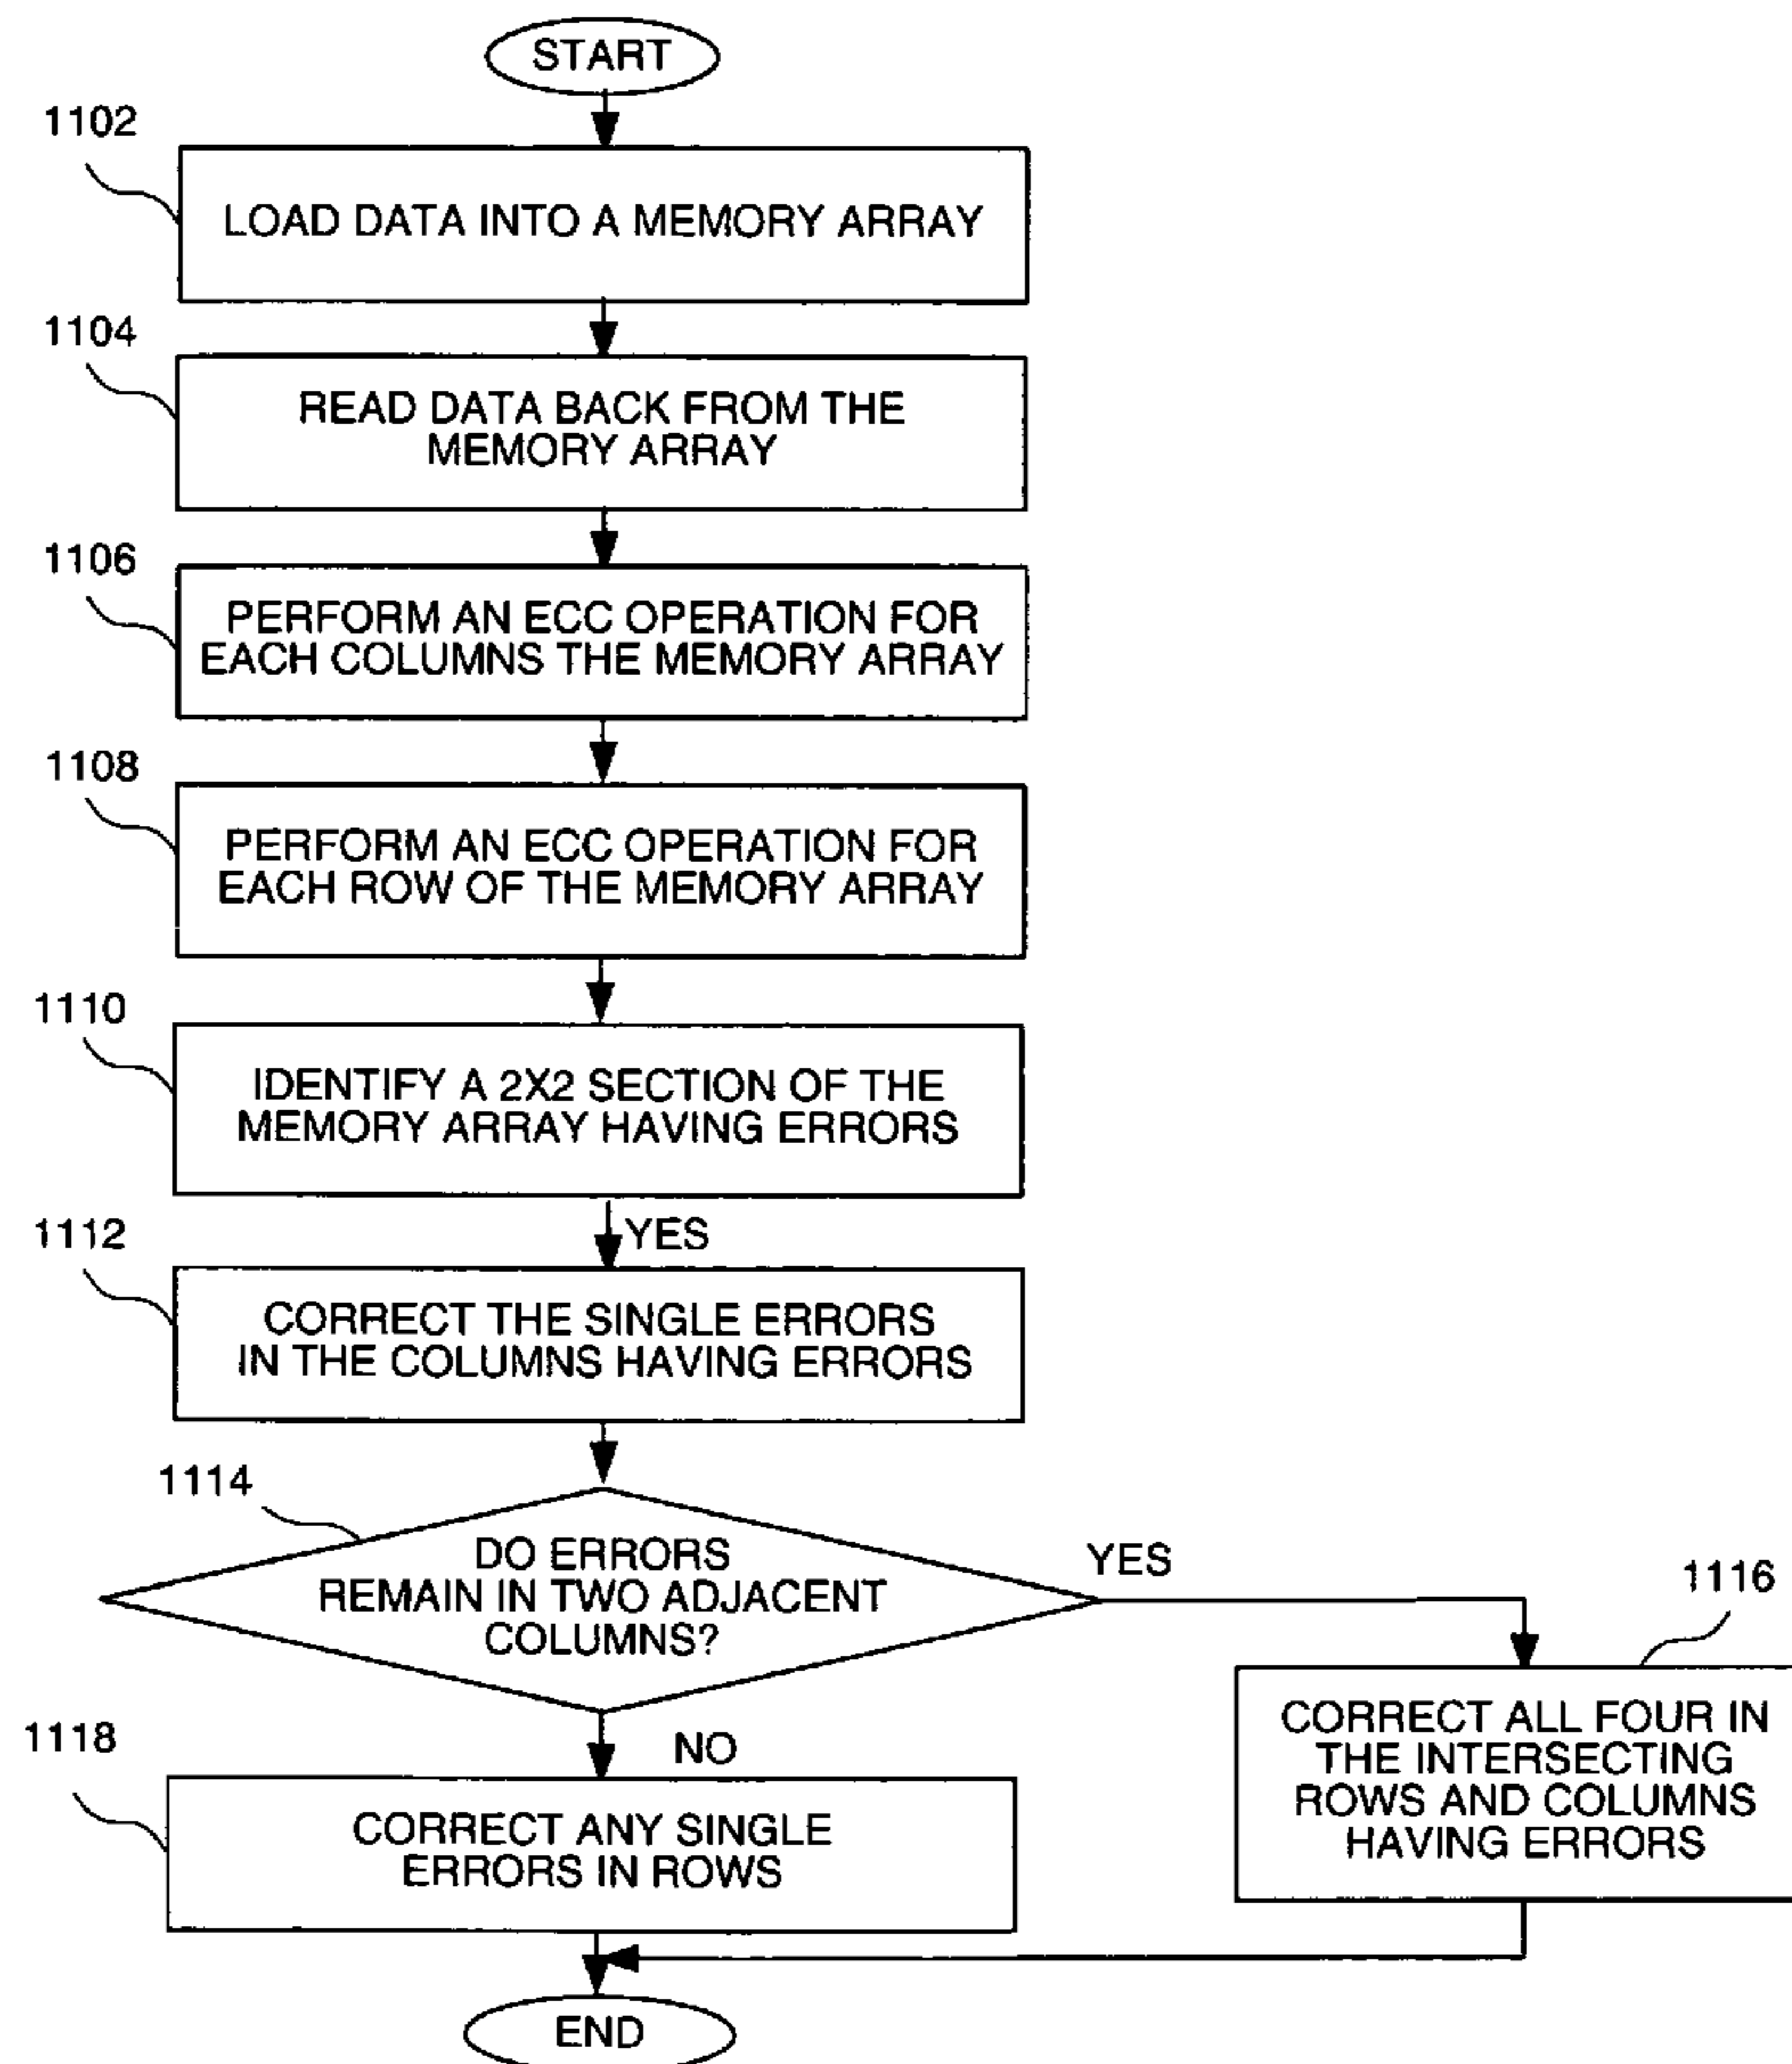 START
1102
LOAD DATA INTO A MEMORY ARRAY
1104
READ DATA BACK FROM THE
MEMORY ARRAY
1106
PERFORM AN ECC OPERATION FOR
EACH COLUMNS THE MEMORY ARRAY
1108
PERFORM AN ECC OPERATION FOR
EACH ROW OF THE MEMORY ARRAY
1110
IDENTIFY A 2X2 SECTION OF THE
MEMORY ARRAY HAVING ERRORS
YES
1112
CORRECT THE SINGLE ERRORS
IN THE COLUMNS HAVING ERRORS
1114
DO ERRORS
REMAIN IN TWO ADJACENT
COLUMNS?
YES
1116
CORRECT ALL FOUR IN
THE INTERSECTING
ROWS AND COLUMNS
HAVING ERRORS
NO
1118
CORRECT ANY SINGLE
ERRORS IN ROWS
END